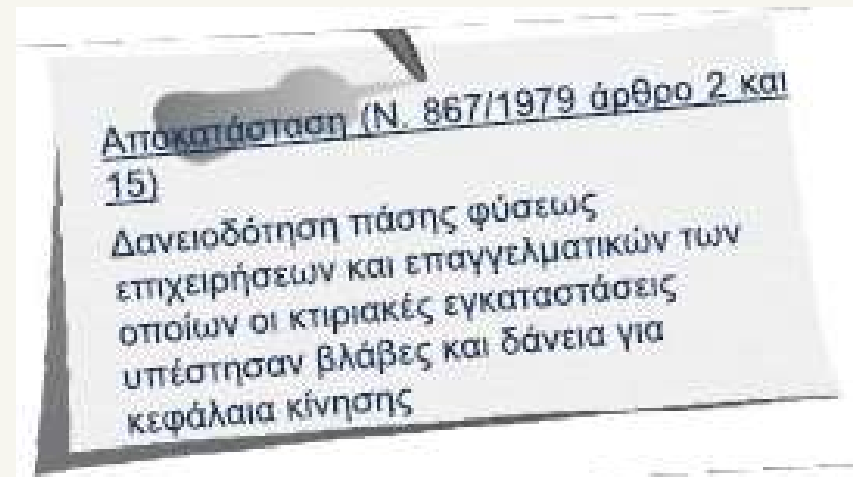 Αποκατάσταση (Ν. 867/1979 άρθρο 2 και
15)
Δανειοδότηση πάσης φύσεως
επιχειρήσεων και επαγγελματικών των
οποίων οι κτιριακές εγκαταστάσεις
υπέστησαν βλάβες και δάνεια για
κεφάλαια κίνησης